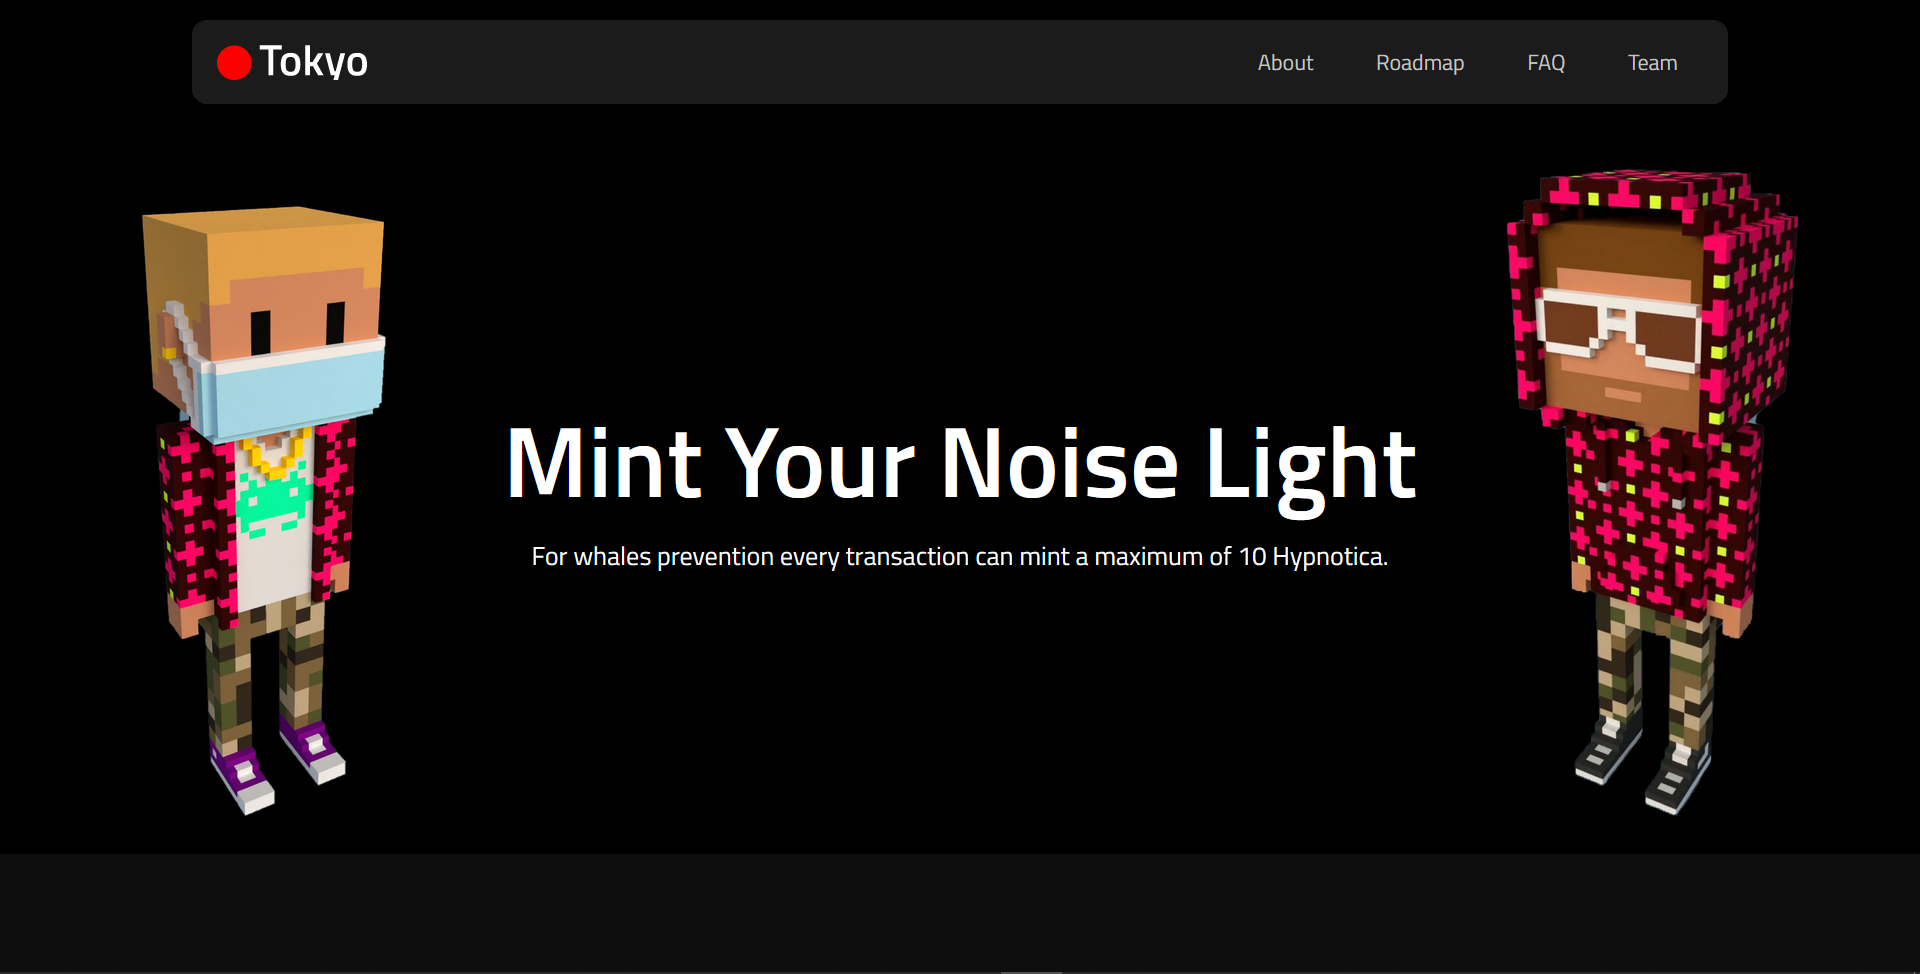 Tokyo
About
Roadmap
FAQ
Team
Mint Your Noise Light
For whales prevention every transaction can mint a maximum of 10 Hypnotica.